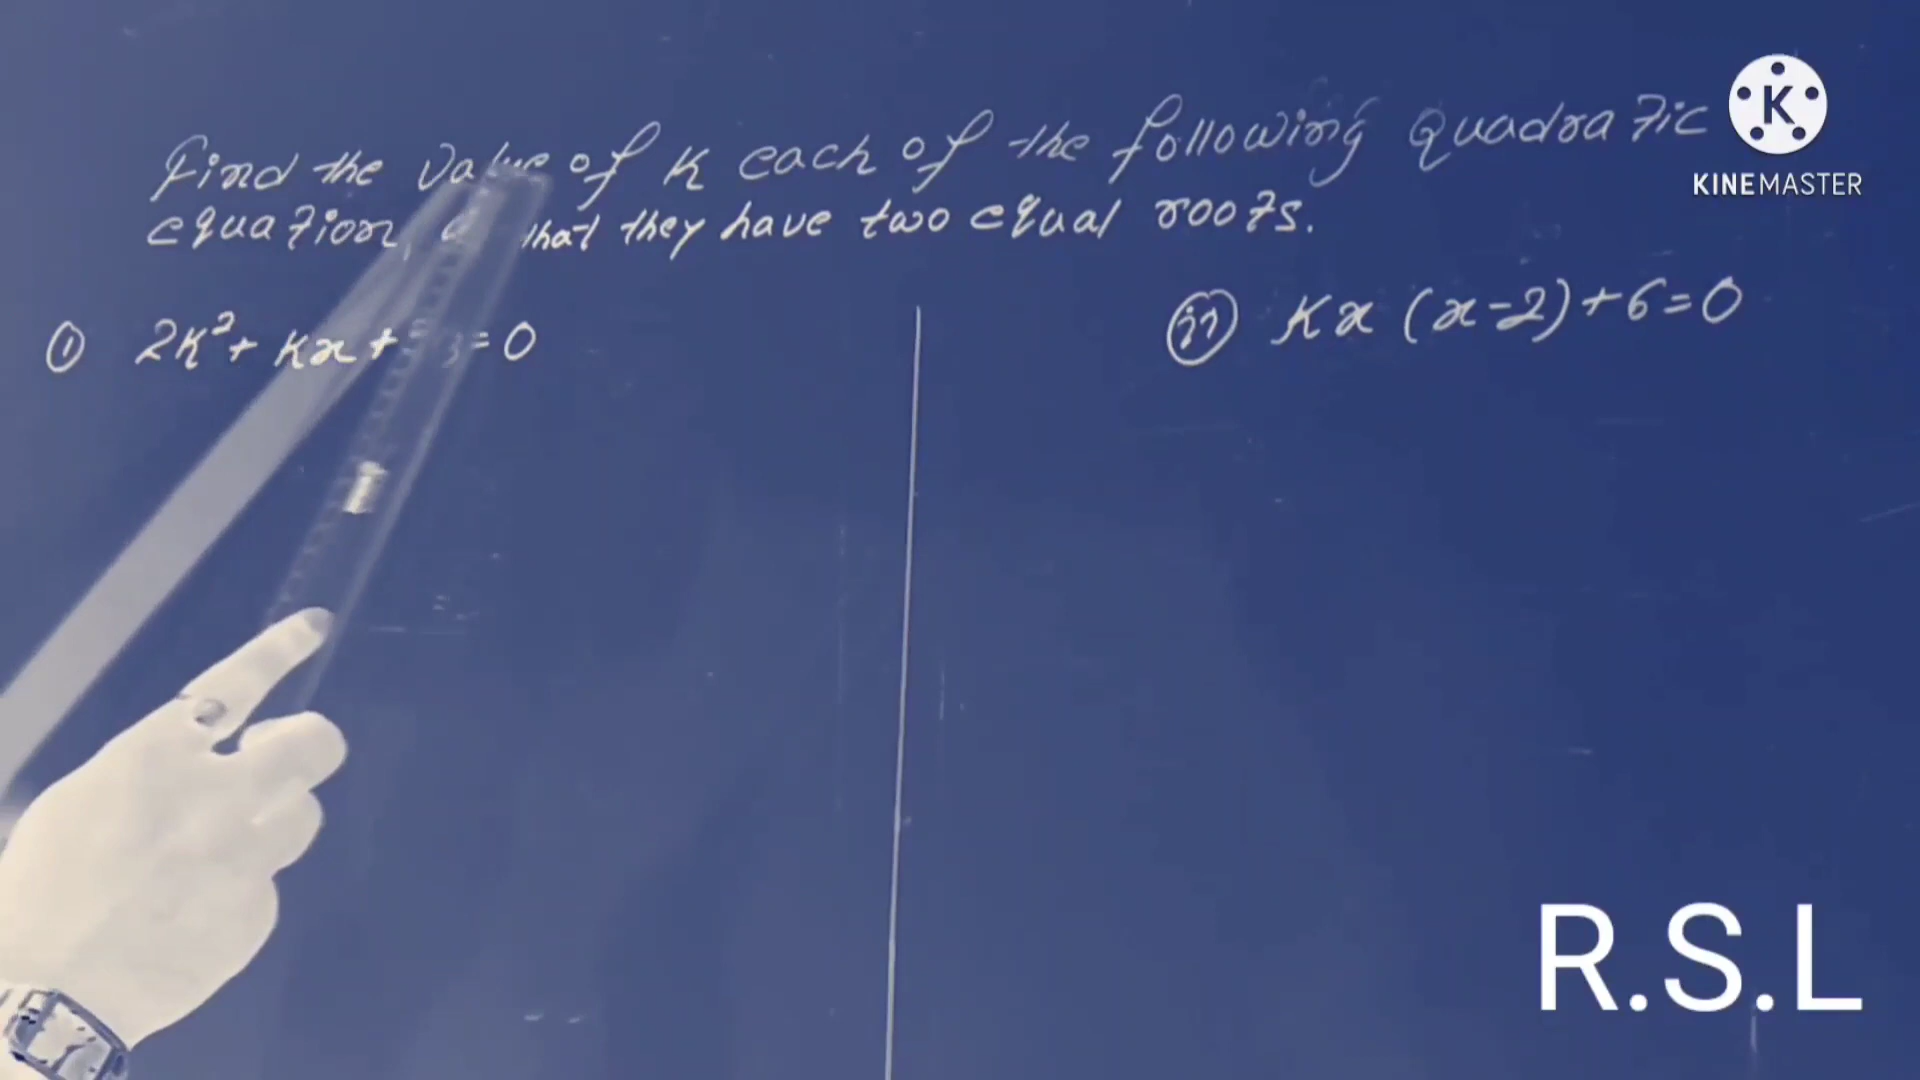 Find the value of K each of the following quadratic
equation, that they have two equal roots.
① 2K²+ Kx + 3 = 0
(ii) Kx (x-2)+6=0
K
KINEMASTER
R.S.L